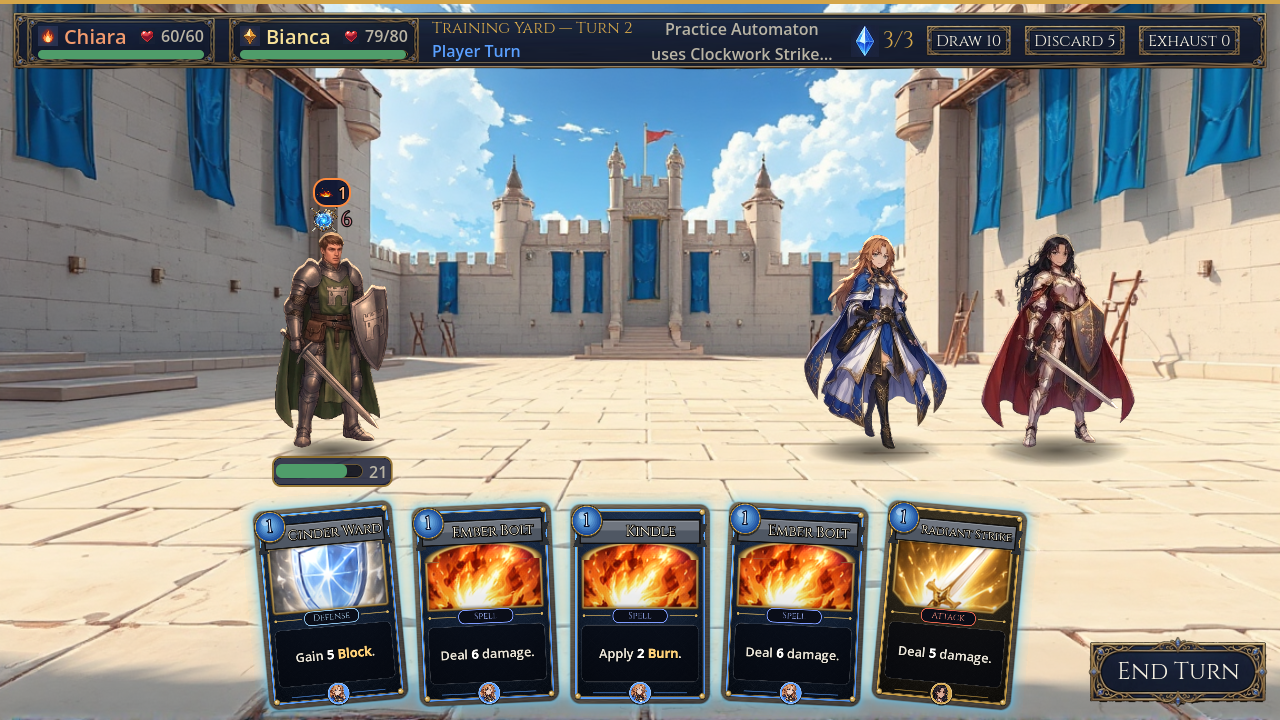 Chiara 60/60
Bianca 79/80
Training Yard — Turn 2
Player Turn
Practice Automaton
uses Clockwork Strike...
3/3
Draw 10
Discard 5
Exhaust 0
1
6
21
1
Cinder Ward
Defense
Gain 5 Block.
1
Ember Bolt
Spell
Deal 6 damage.
1
Kindle
Spell
Apply 2 Burn.
1
Ember Bolt
Spell
Deal 6 damage.
1
Radiant Strike
Attack
Deal 5 damage.
End Turn